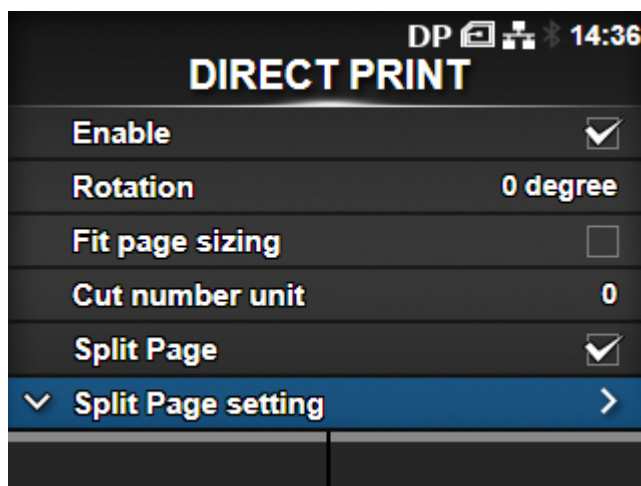 DP 14:36
DIRECT PRINT
Enable
Rotation 0 degree
Fit page sizing
Cut number unit 0
Split Page
Split Page setting